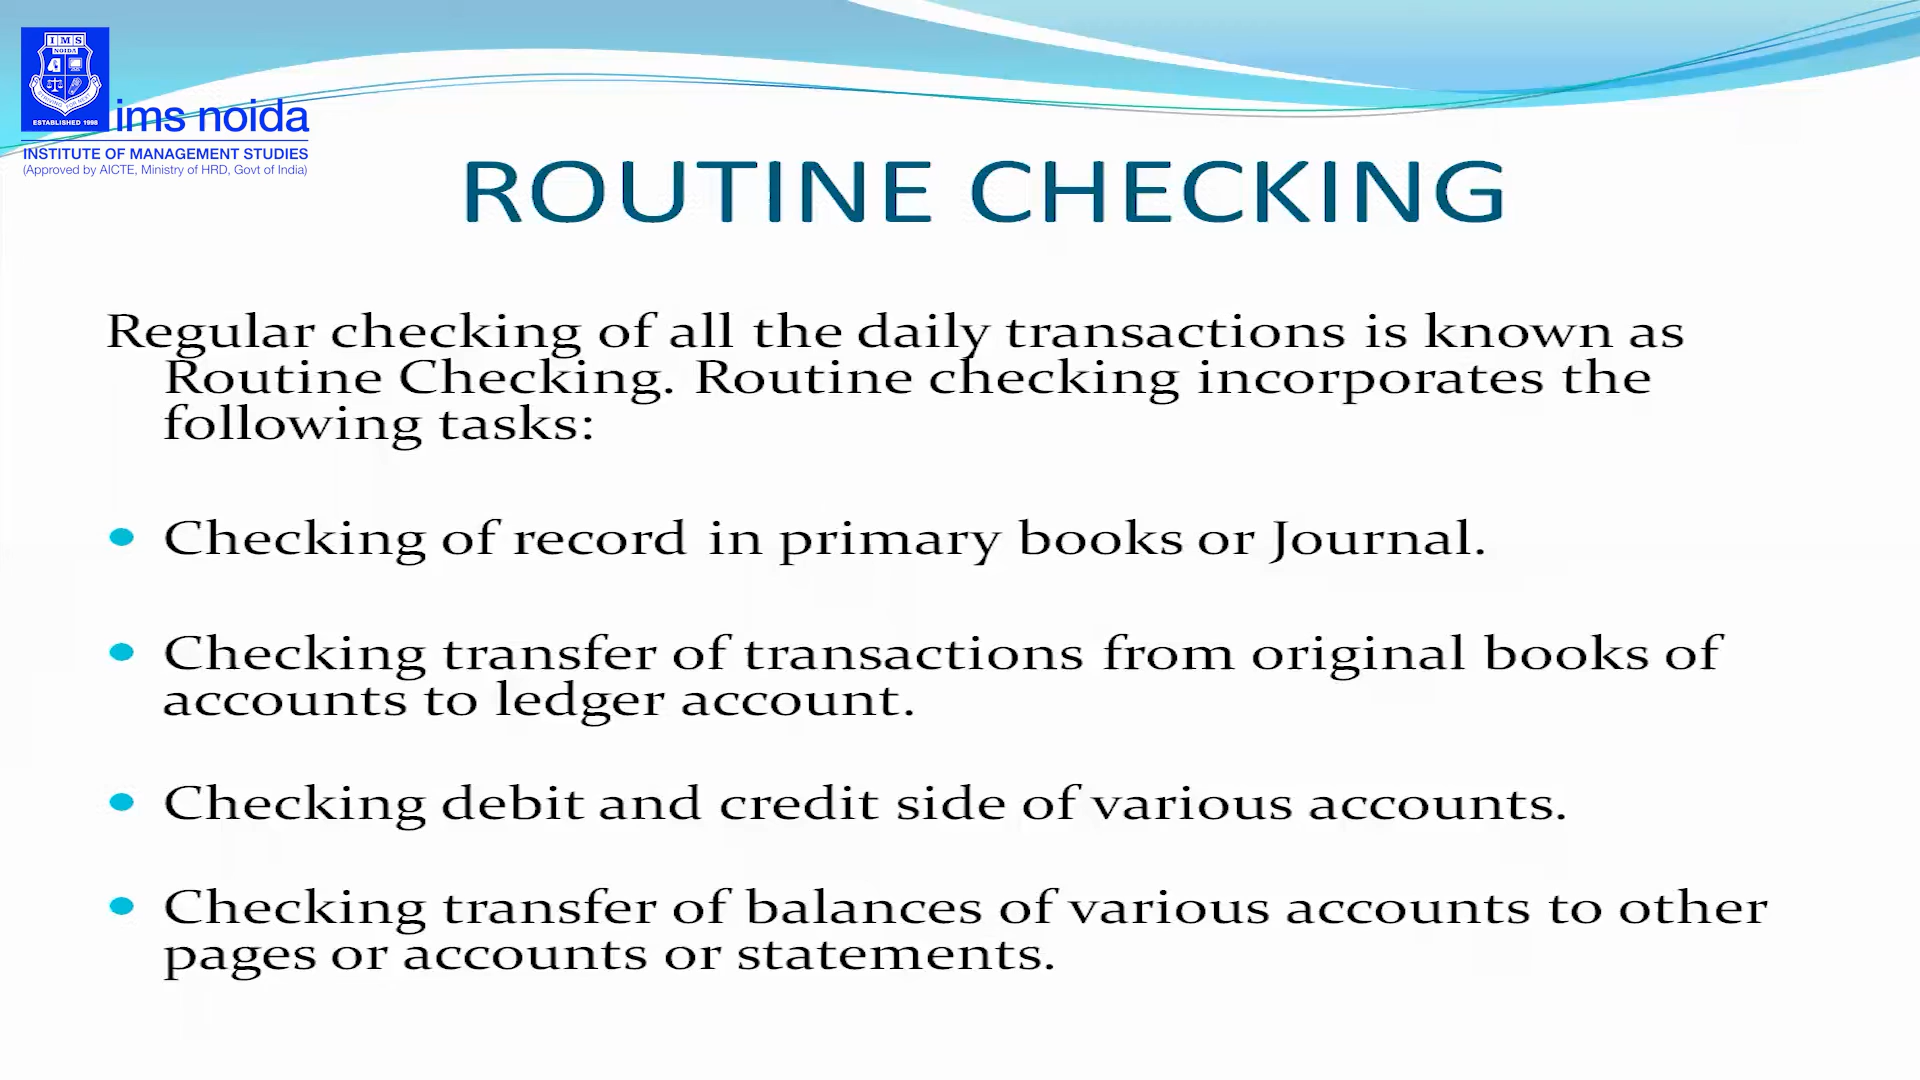 IMS
NOIDA
ESTABLISHED 1998
ims noida
INSTITUTE OF MANAGEMENT STUDIES
(Approved by AICTE, Ministry of HRD, Govt of India)
ROUTINE CHECKING
Regular checking of all the daily transactions is known as
Routine Checking. Routine checking incorporates the
following tasks:
• Checking of record in primary books or Journal.
• Checking transfer of transactions from original books of
accounts to ledger account.
• Checking debit and credit side of various accounts.
• Checking transfer of balances of various accounts to other
pages or accounts or statements.